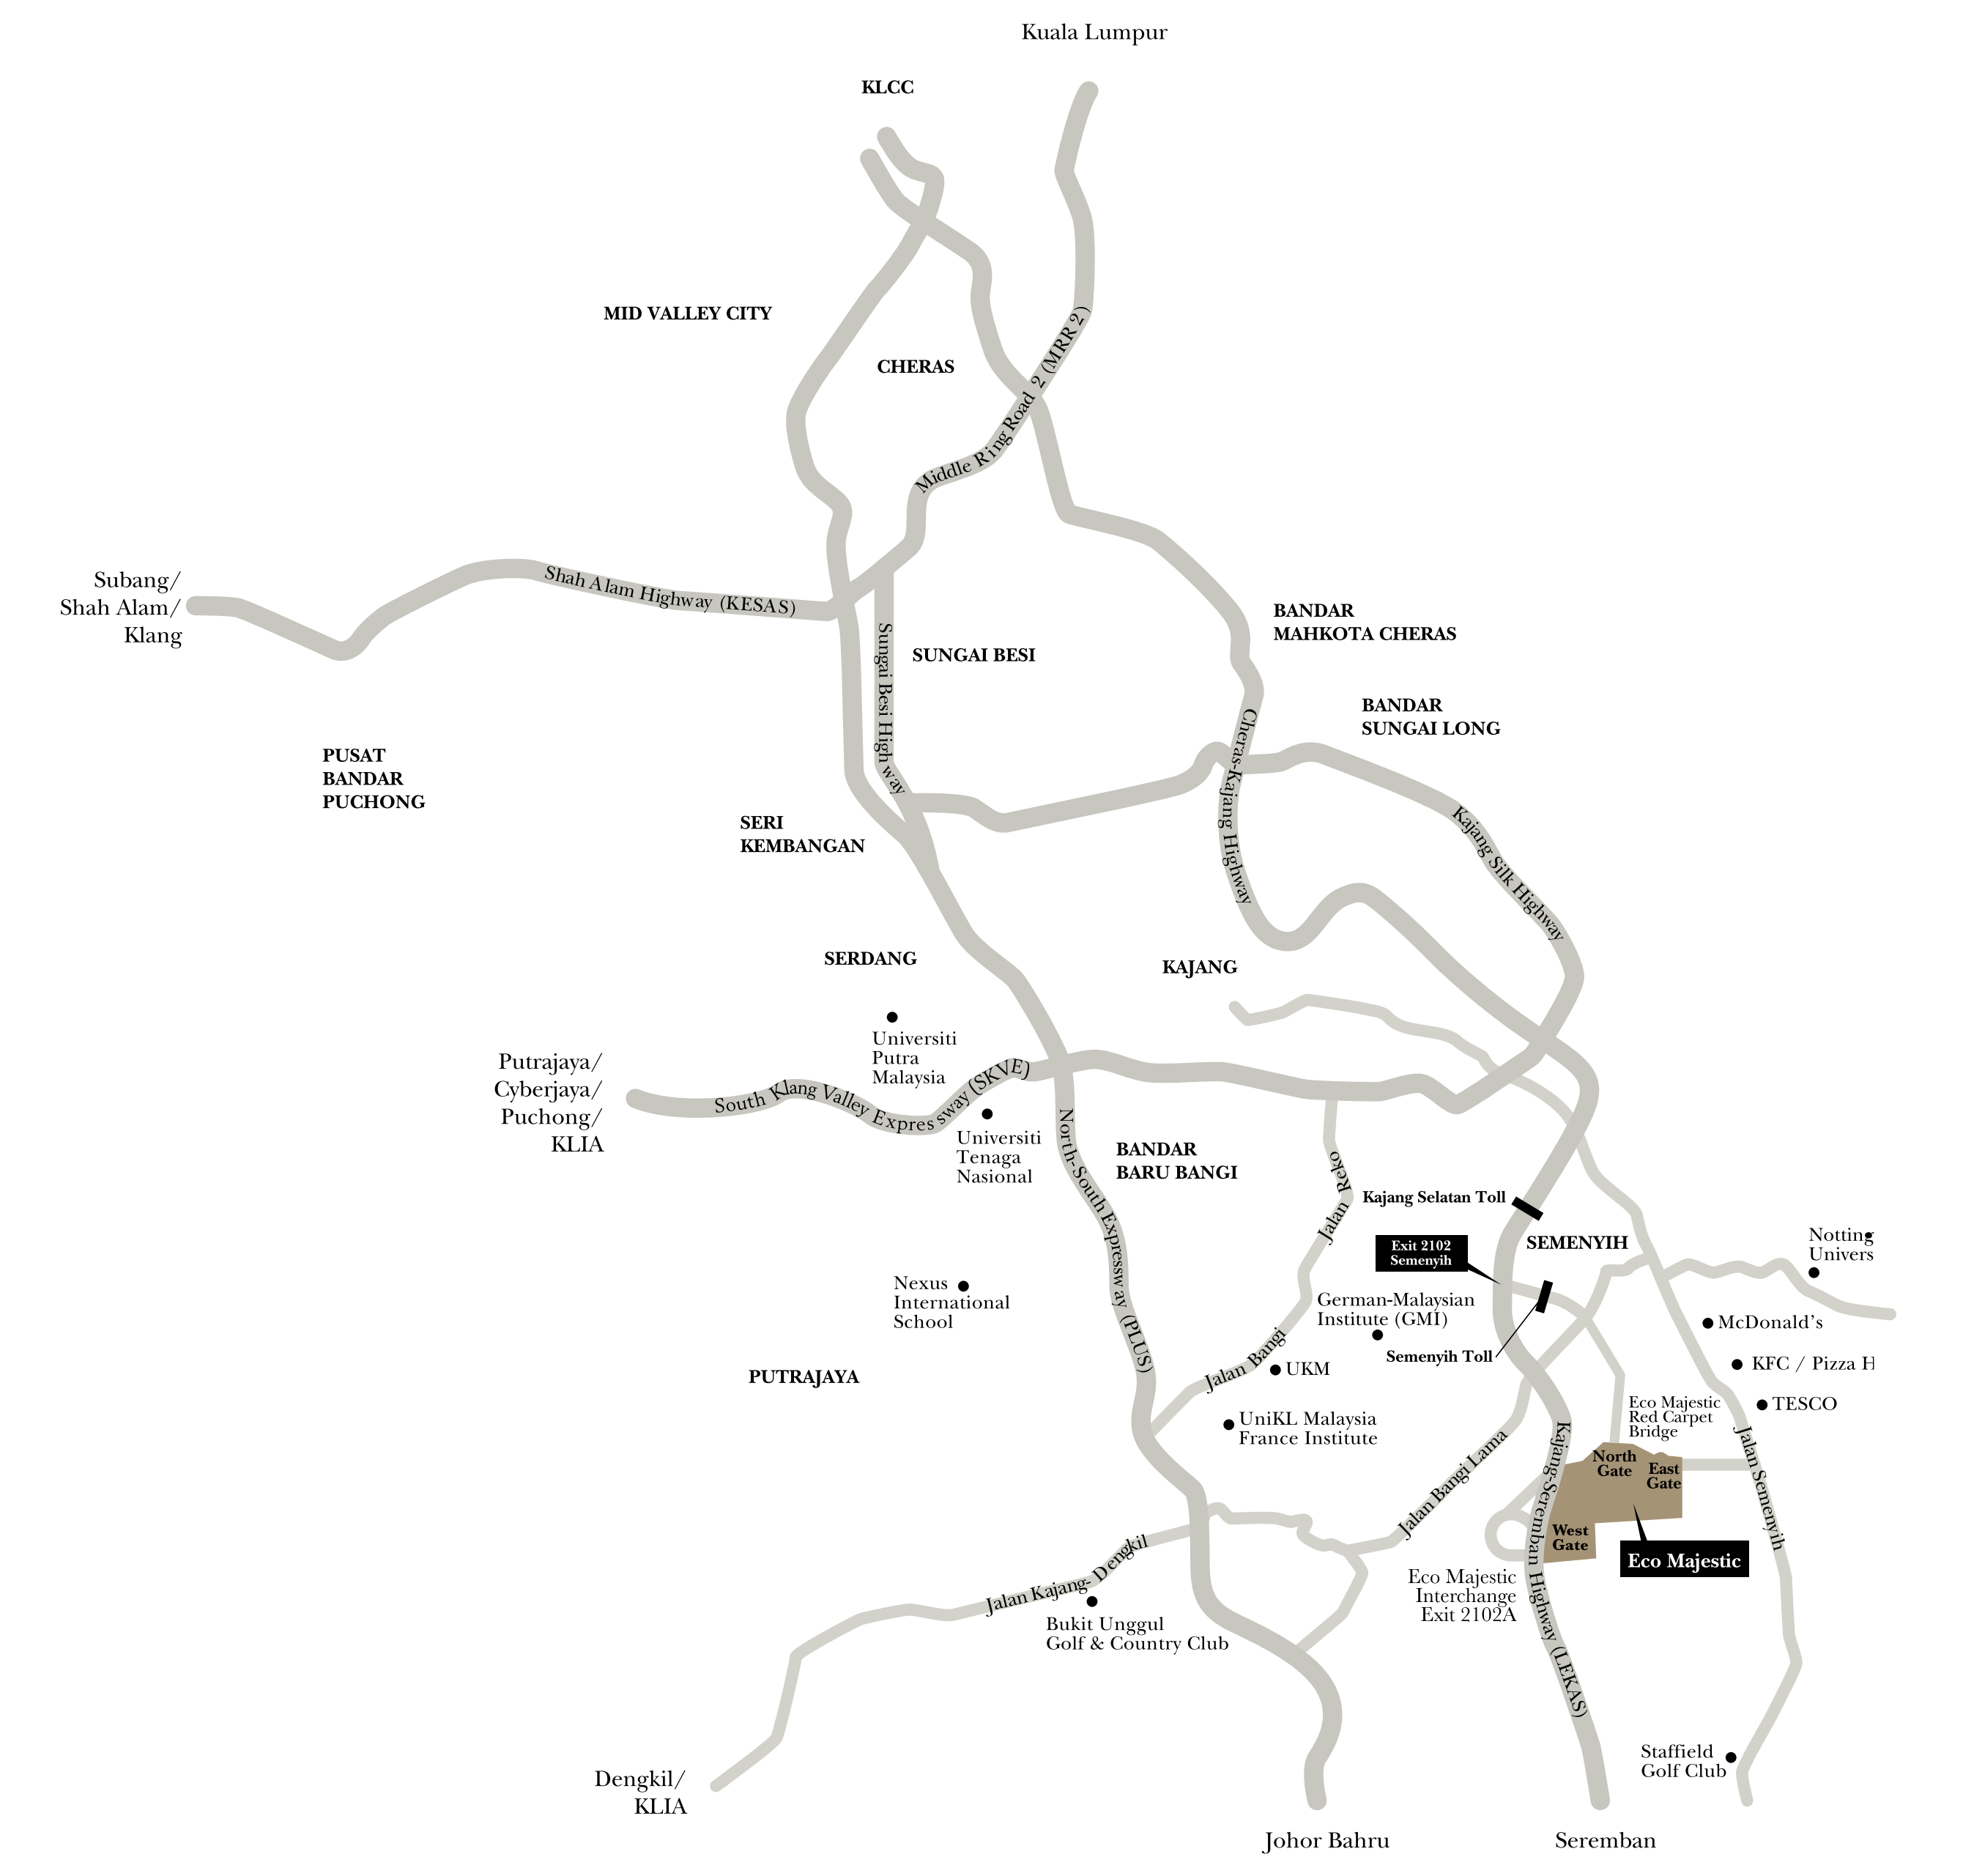 Kuala Lumpur
KLCC
MID VALLEY CITY
CHERAS
Middle Ring Road 2 (MRR 2)
Subang/
Shah Alam/
Klang
Shah Alam Highway (KESAS)
BANDAR
MAHKOTA CHERAS
Sungai Besi Highway
SUNGAI BESI
BANDAR
SUNGAI LONG
PUSAT
BANDAR
PUCHONG
Cheras-Kajang Highway
SERI
KEMBANGAN
Kajang Silk Highway
SERDANG
KAJANG
Universiti
Putra
Malaysia
Putrajaya/
Cyberjaya/
Puchong/
KLIA
South Klang Valley Expressway (SKVE)
Universiti
Tenaga
Nasional
North-South Expressway (PLUS)
BANDAR
BARU BANGI
Jalan Reko
Kajang Selatan Toll
Exit 2102
Semenyih
SEMENYIH
Notting
Univers
Nexus
International
School
German-Malaysian
Institute (GMI)
McDonald's
Semenyih Toll
KFC / Pizza H
PUTRAJAYA
Jalan Bangi
UKM
Eco Majestic
Red Carpet
Bridge
TESCO
UniKL Malaysia
France Institute
Jalan Bangi Lama
Kajang-Seremban Highway (LEKAS)
North
Gate
East
Gate
Jalan Semenyih
West
Gate
Eco Majestic
Jalan Kajang-Dengkil
Eco Majestic
Interchange
Exit 2102A
Bukit Unggul
Golf & Country Club
Staffield
Golf Club
Dengkil/
KLIA
Johor Bahru
Seremban